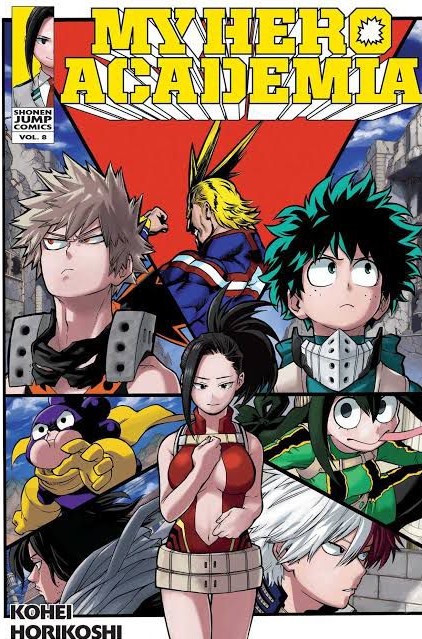 MY HERO
ACADEMIA
SHONEN
JUMP
COMICS
VOL. 8
KOHEI
HORIKOSHI